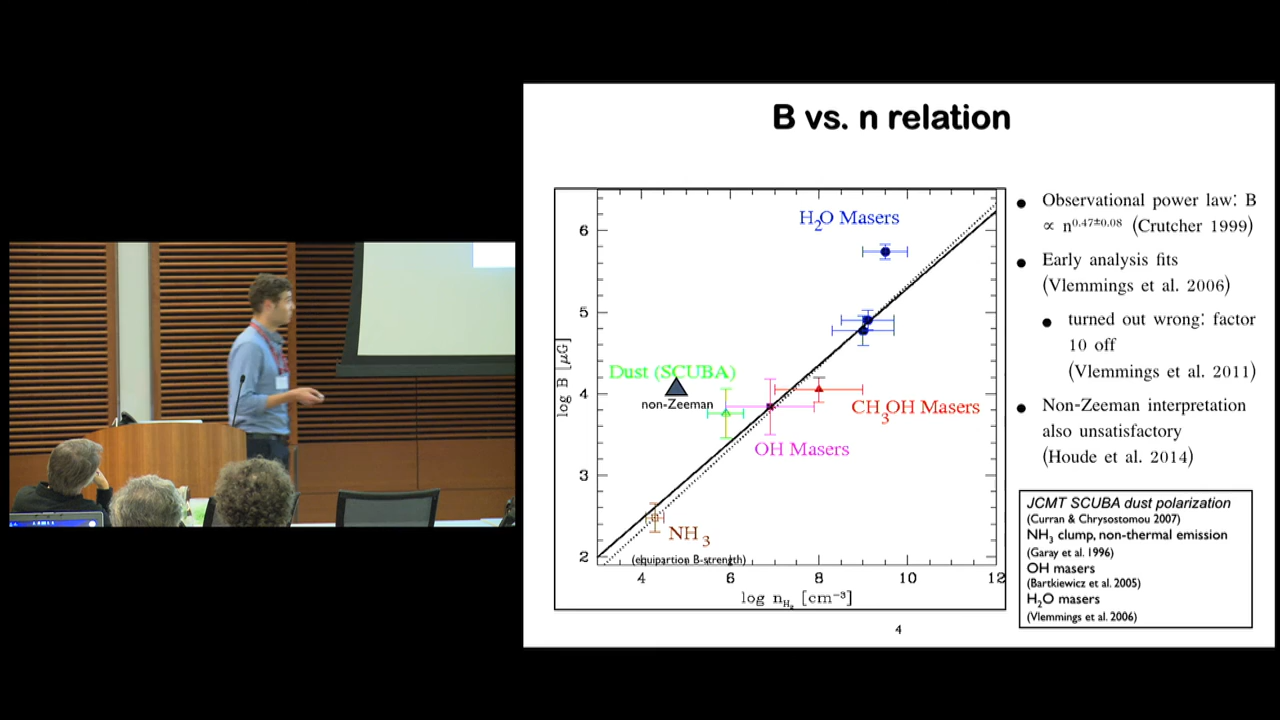 B vs. n relation
H2O Masers
Dust (SCUBA)
non-Zeeman
CH3OH Masers
OH Masers
NH3
(equipartion B-strength)
log B [μG]
6
5
4
3
2
4
6
8
10
12
log nH2 [cm−3]
• Observational power law: B
∝ n0.47±0.08 (Crutcher 1999)
• Early analysis fits
(Vlemmings et al. 2006)
• turned out wrong: factor
10 off
(Vlemmings et al. 2011)
• Non-Zeeman interpretation
also unsatisfactory
(Houde et al. 2014)
JCMT SCUBA dust polarization
(Curran & Chrysostomou 2007)
NH3 clump, non-thermal emission
(Garay et al. 1996)
OH masers
(Bartkiewicz et al. 2005)
H2O masers
(Vlemmings et al. 2006)
4